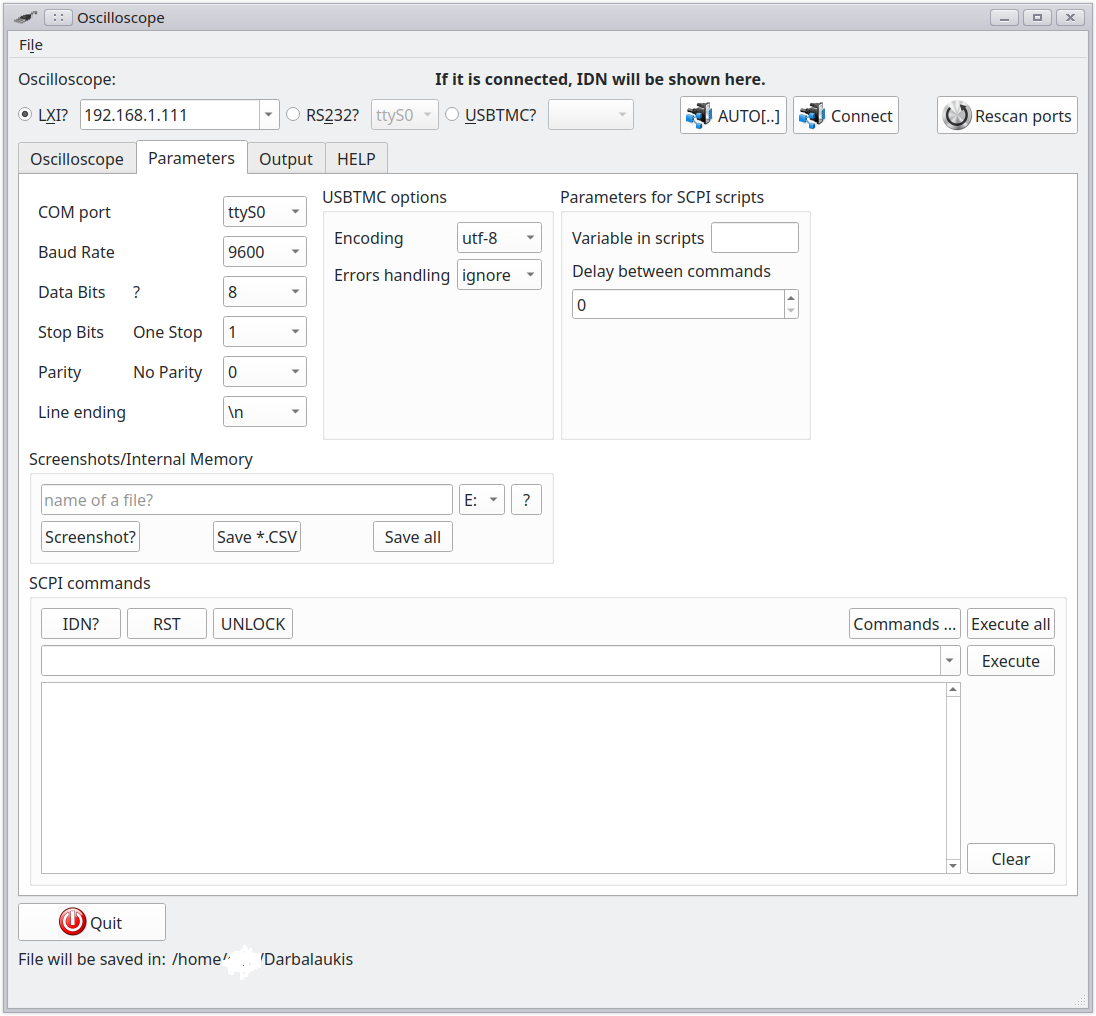 Oscilloscope
File
Oscilloscope: If it is connected, IDN will be shown here.
LXI? 192.168.1.111 RS232? ttyS0 USBTMC? AUTO[..] Connect Rescan ports
Oscilloscope Parameters Output HELP
COM port ttyS0
Baud Rate 9600
Data Bits ? 8
Stop Bits One Stop 1
Parity No Parity 0
Line ending \n
USBTMC options
Encoding utf-8
Errors handling ignore
Parameters for SCPI scripts
Variable in scripts
Delay between commands
0
Screenshots/Internal Memory
name of a file? E: ?
Screenshot? Save *.CSV Save all
SCPI commands
IDN? RST UNLOCK Commands ... Execute all
Execute
Clear
Quit
File will be saved in: /home/ /Darbalaukis